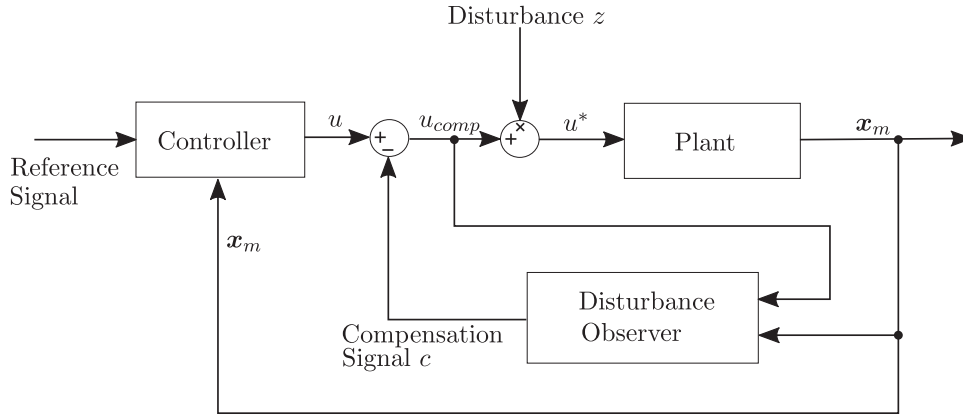 Disturbance z
Controller
u
+
−
u_comp
×
+
u*
Plant
x_m
Reference
Signal
x_m
Disturbance
Observer
Compensation
Signal c